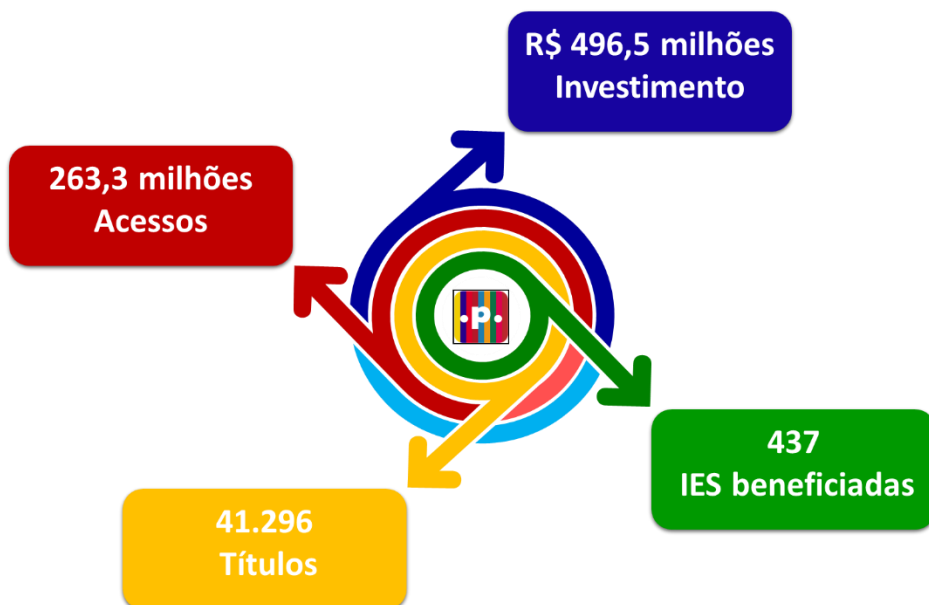 R$ 496,5 milhões
Investimento
263,3 milhões
Acessos
.p.
437
IES beneficiadas
41.296
Títulos